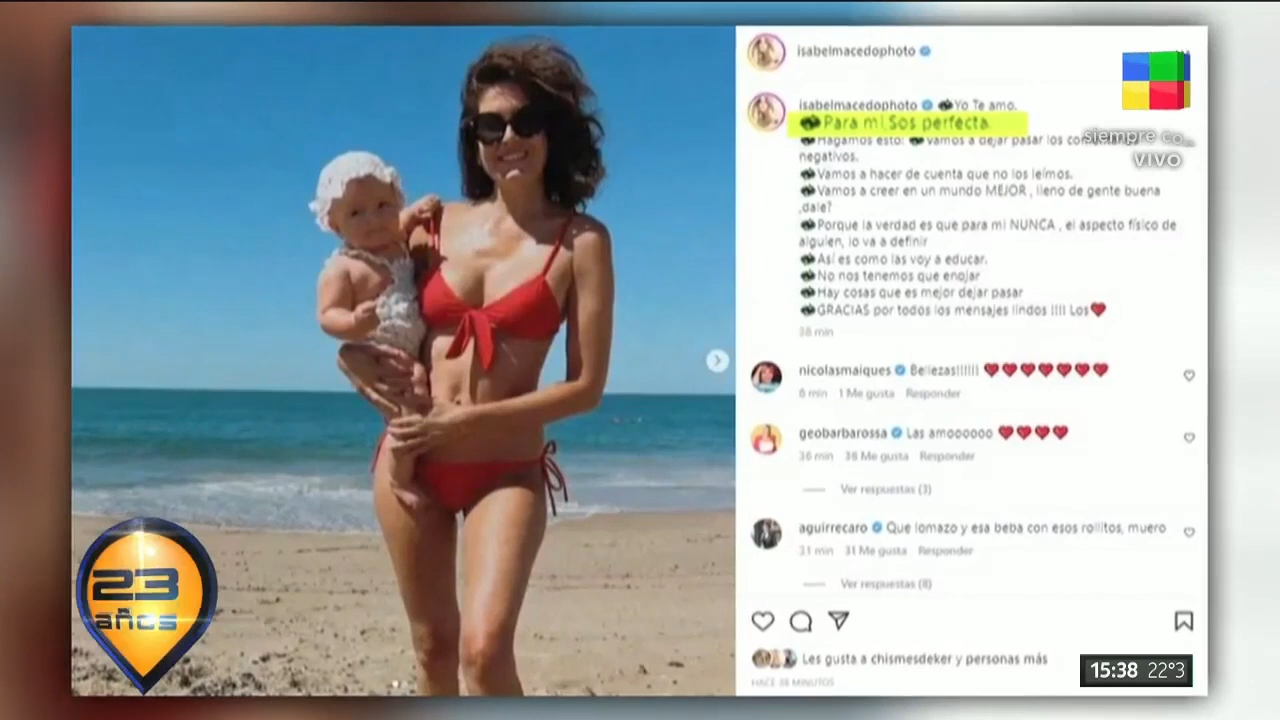 isabelmacedophoto
isabelmacedophoto Yo Te amo.
Para mi Sos perfecta.
Hagamos esto: vamos a dejar pasar los
negativos.
Vamos a hacer de cuenta que no los leímos.
Vamos a creer en un mundo MEJOR , lleno de gente buena
,dale?
Porque la verdad es que para mi NUNCA , el aspecto físico de
alguien, lo va a definir
Así es como las voy a educar.
No nos tenemos que enojar
Hay cosas que es mejor dejar pasar
GRACIAS por todos los mensajes lindos !!!! Los❤
38 min
nicolasmaiques Bellezas!!!!!! ❤❤❤❤❤❤❤
6 min 1 Me gusta Responder
geobarbarossa Las amoooooo ❤❤❤❤
36 min 36 Me gusta Responder
Ver respuestas (3)
aguirrecaro Que lomazo y esa beba con esos rollitos, muero
31 min 31 Me gusta Responder
Ver respuestas (8)
Les gusta a chismesdeker y personas más
HACE 38 MINUTOS
siempre co...
VIVO
23
años
15:38 22°3